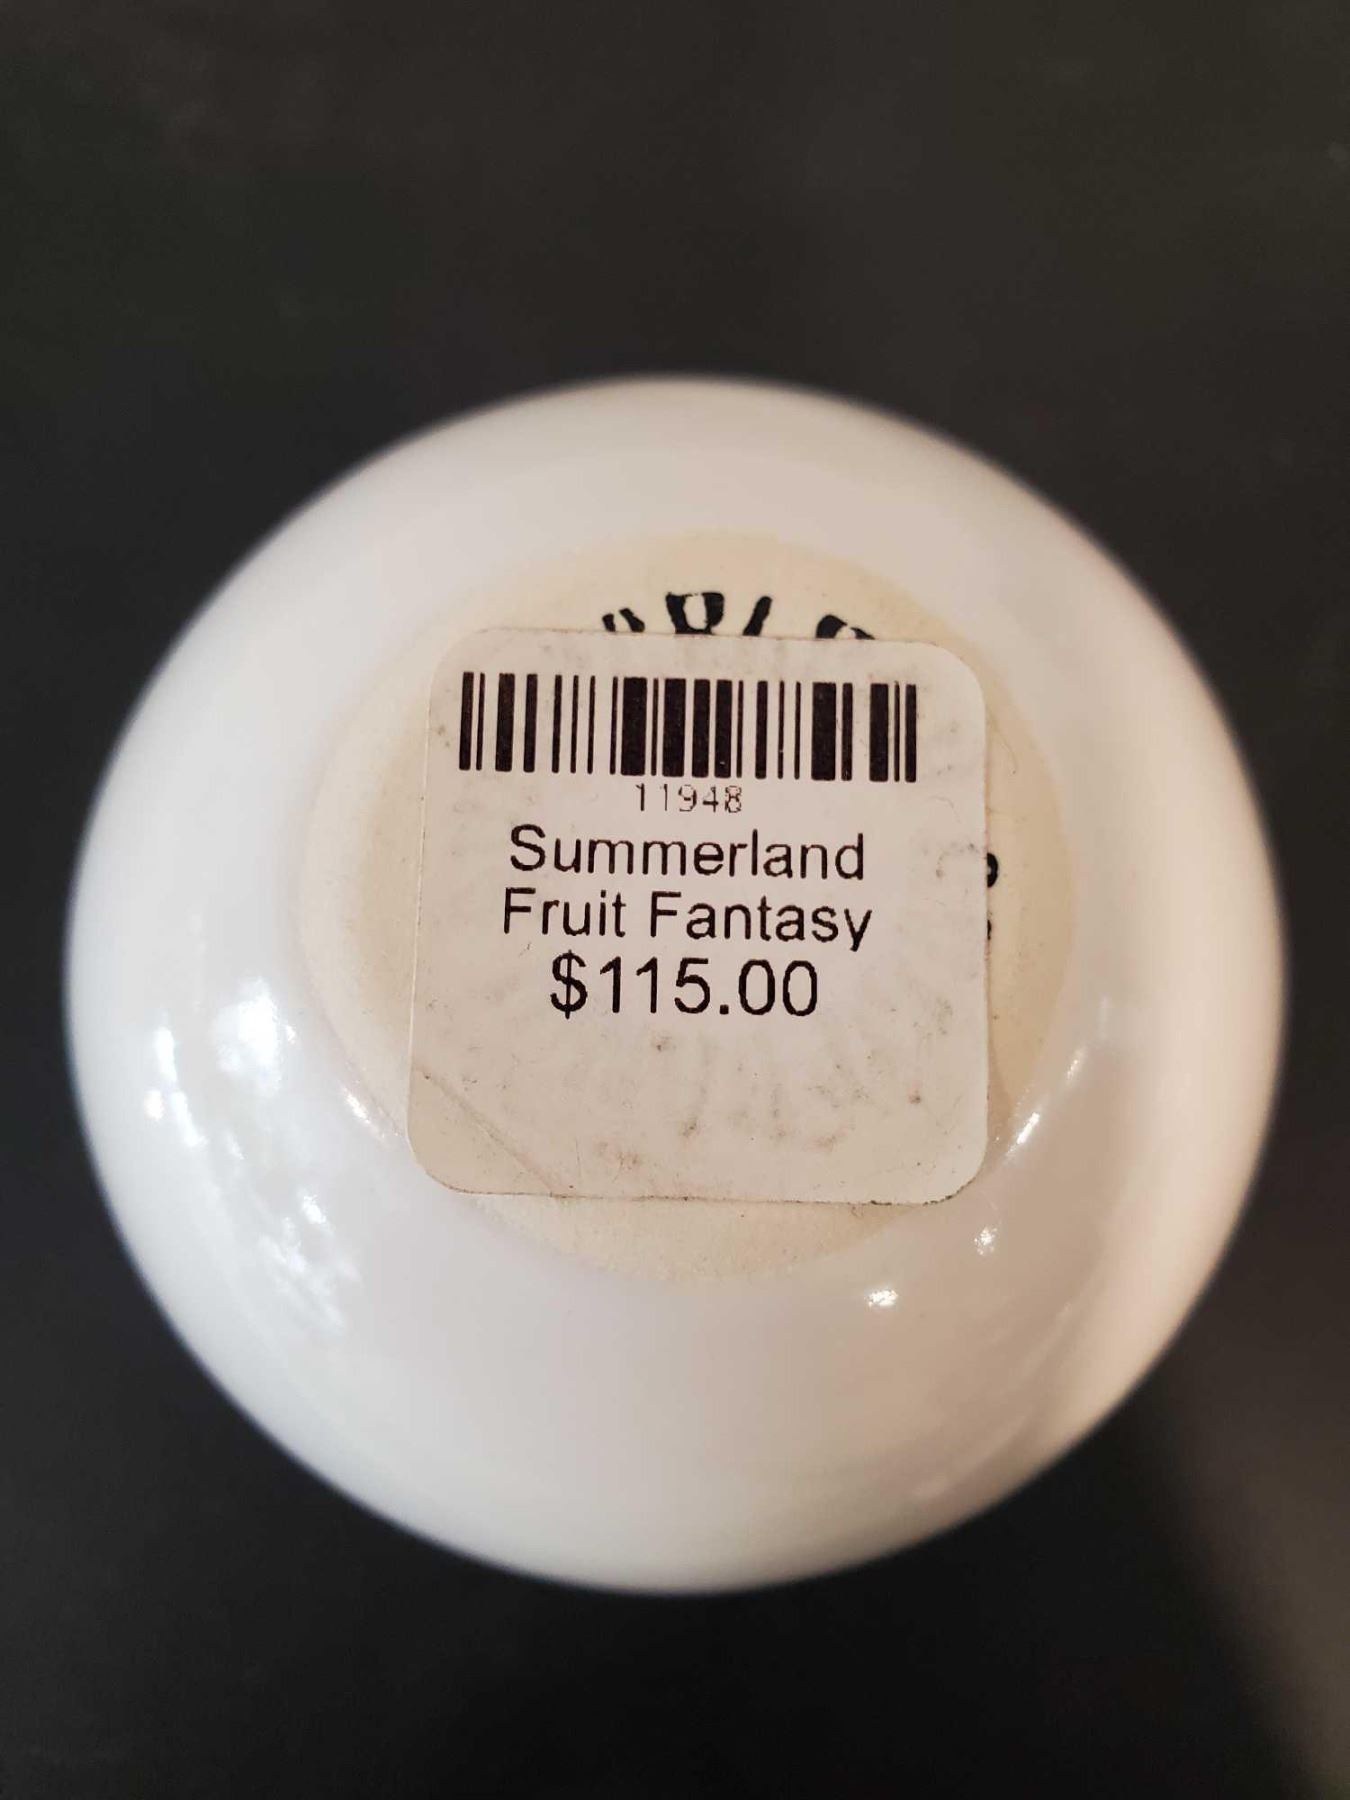 11948
Summerland
Fruit Fantasy
$115.00